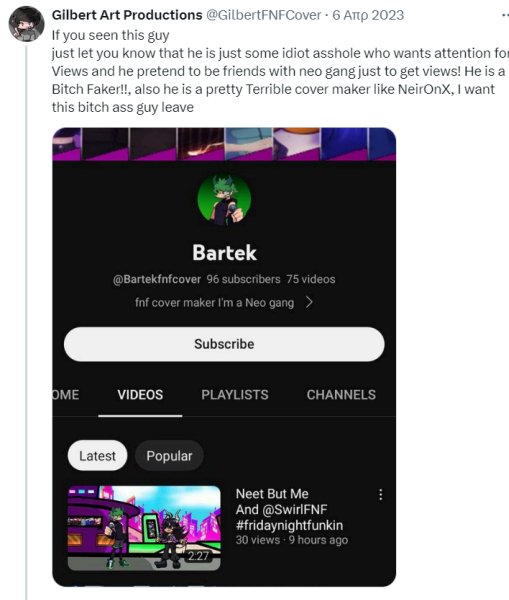 Gilbert Art Productions @GilbertFNFCover · 6 Απρ 2023
If you seen this guy
just let you know that he is just some idiot asshole who wants attention for
Views and he pretend to be friends with neo gang just to get views! He is a
Bitch Faker!!, also he is a pretty Terrible cover maker like NeirOnX, I want
this bitch ass guy leave
Bartek
@Bartekfnfcover 96 subscribers 75 videos
fnf cover maker I'm a Neo gang
Subscribe
OME VIDEOS PLAYLISTS CHANNELS
Latest Popular
Neet But Me
And @SwirlFNF
#fridaynightfunkin
30 views · 9 hours ago
2:27